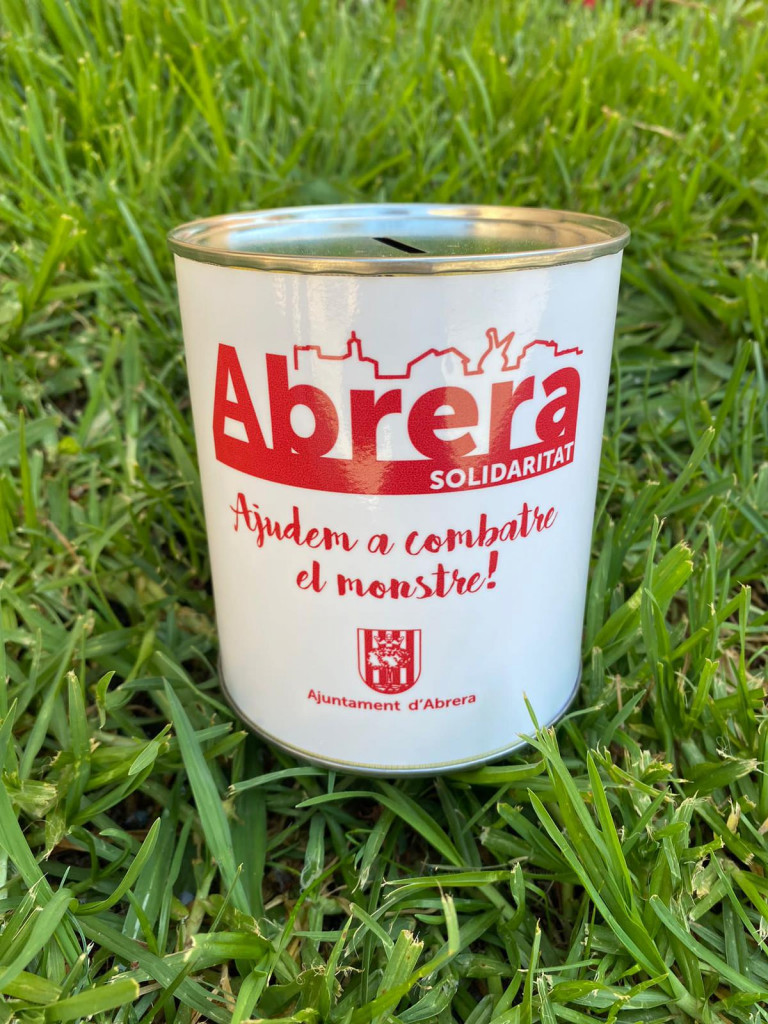 Abrera
SOLIDARITAT
Ajudem a combatre
el monstre!
Ajuntament d'Abrera